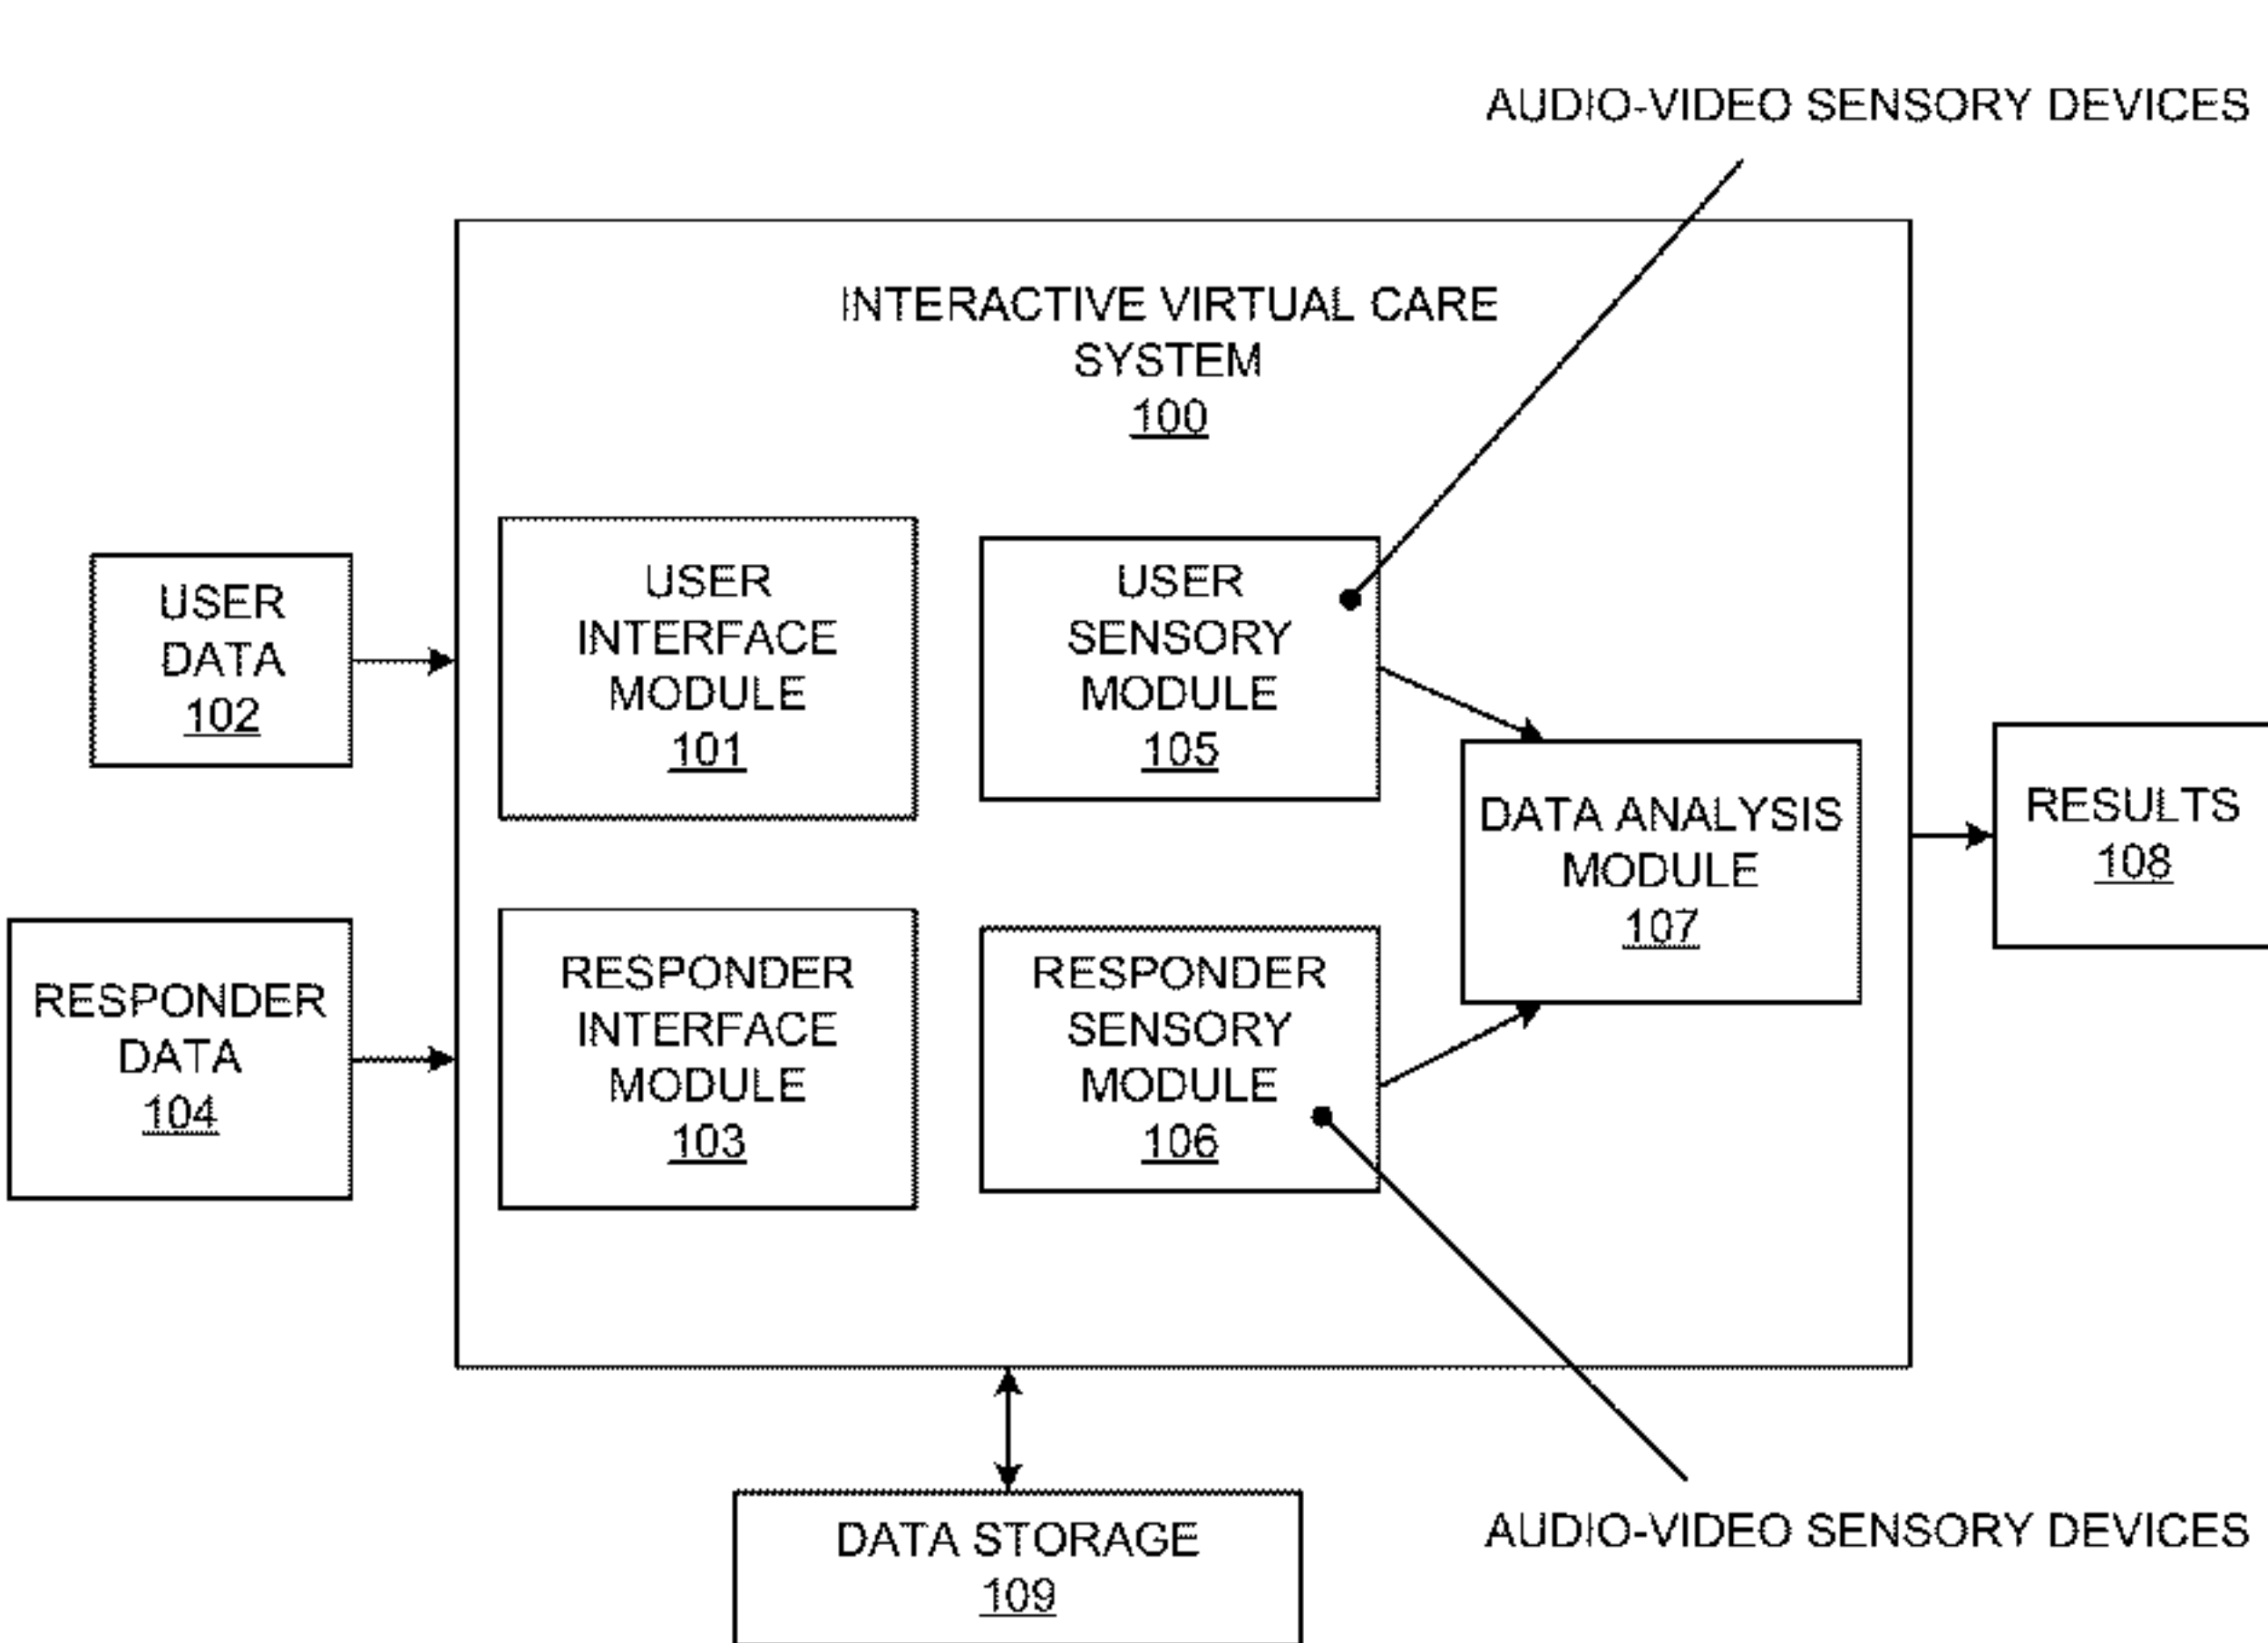 AUDIO-VIDEO SENSORY DEVICES
INTERACTIVE VIRTUAL CARE
SYSTEM
100
USER
DATA
102
USER
INTERFACE
MODULE
101
USER
SENSORY
MODULE
105
DATA ANALYSIS
MODULE
107
RESULTS
108
RESPONDER
DATA
104
RESPONDER
INTERFACE
MODULE
103
RESPONDER
SENSORY
MODULE
106
DATA STORAGE
109
AUDIO-VIDEO SENSORY DEVICES